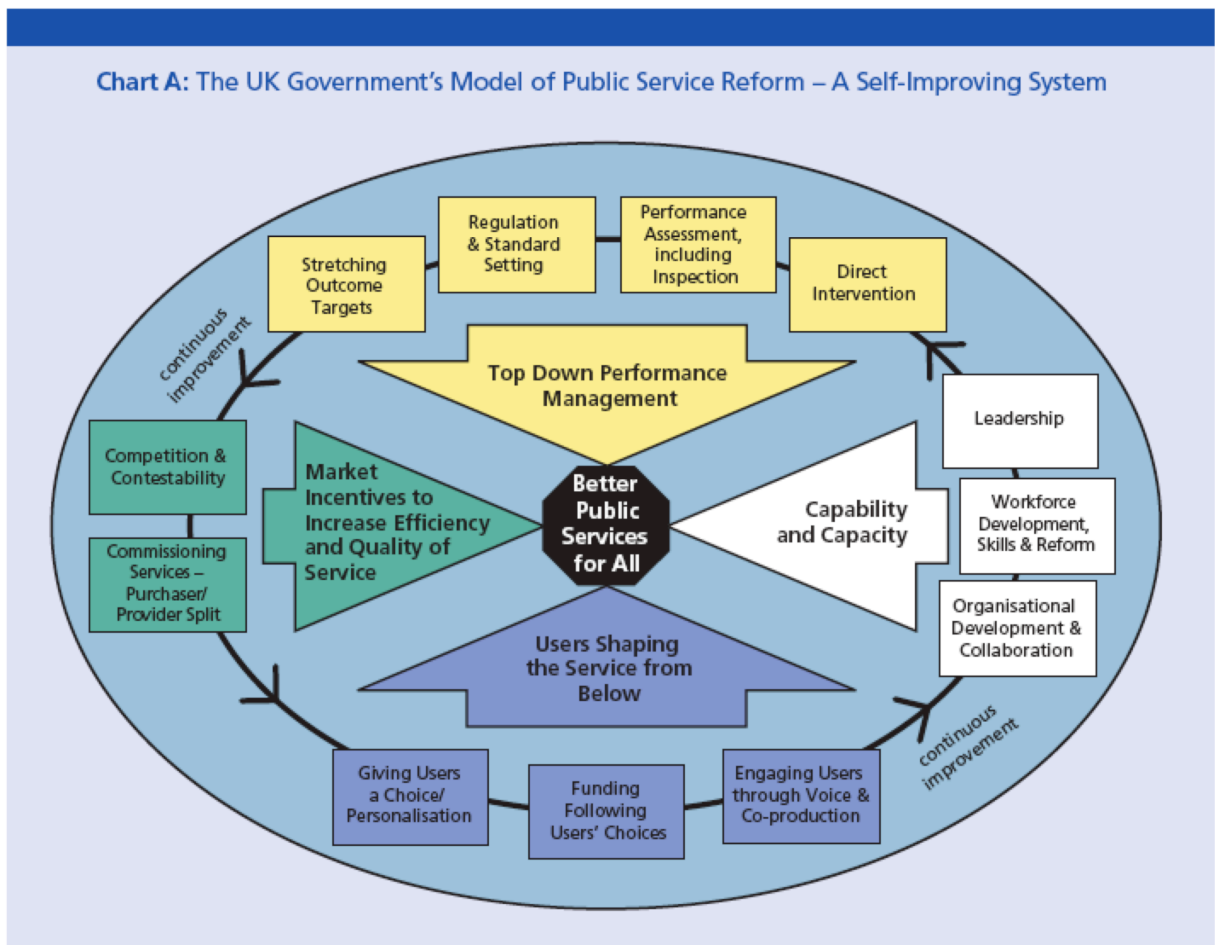 Chart A: The UK Government's Model of Public Service Reform – A Self-Improving System
Regulation
& Standard
Setting
Performance
Assessment,
including
Inspection
Stretching
Outcome
Targets
Direct
Intervention
continuous
improvement
Top Down Performance
Management
Leadership
Competition &
Contestability
Market
Incentives to
Increase Efficiency
and Quality of
Service
Better
Public
Services
for All
Capability
and Capacity
Workforce
Development,
Skills & Reform
Commissioning
Services –
Purchaser/
Provider Split
Organisational
Development &
Collaboration
Users Shaping
the Service from
Below
continuous
improvement
Giving Users
a Choice/
Personalisation
Funding
Following
Users' Choices
Engaging Users
through Voice &
Co-production